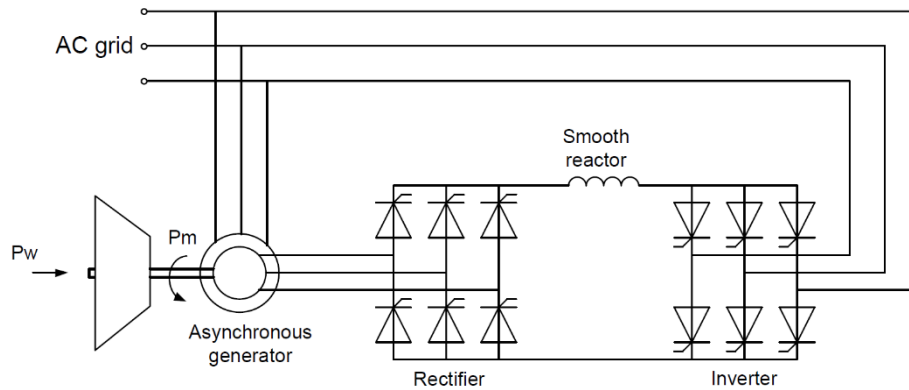 AC grid
Smooth
reactor
Pw
Pm
Asynchronous
generator
Rectifier
Inverter